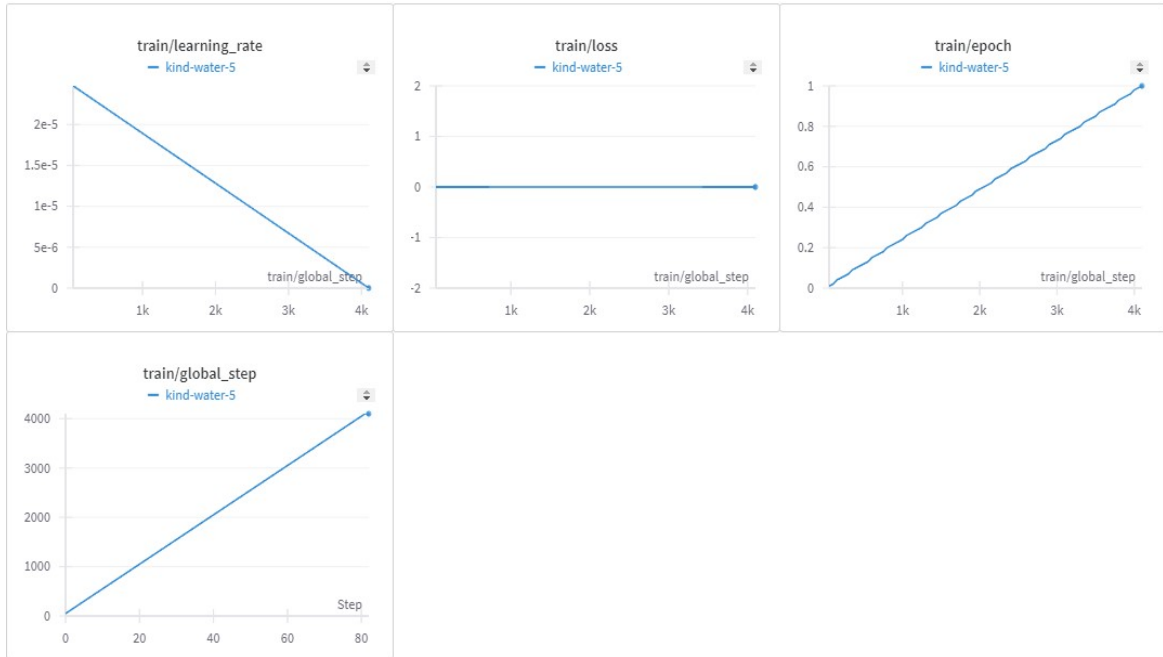 train/learning_rate
kind-water-5
2e-5
1.5e-5
1e-5
5e-6
0
train/global_step
1k 2k 3k 4k
train/loss
kind-water-5
2
1
0
-1
-2
train/global_step
1k 2k 3k 4k
train/epoch
kind-water-5
1
0.8
0.6
0.4
0.2
0
train/global_step
1k 2k 3k 4k
train/global_step
kind-water-5
4000
3000
2000
1000
0
Step
0 20 40 60 80